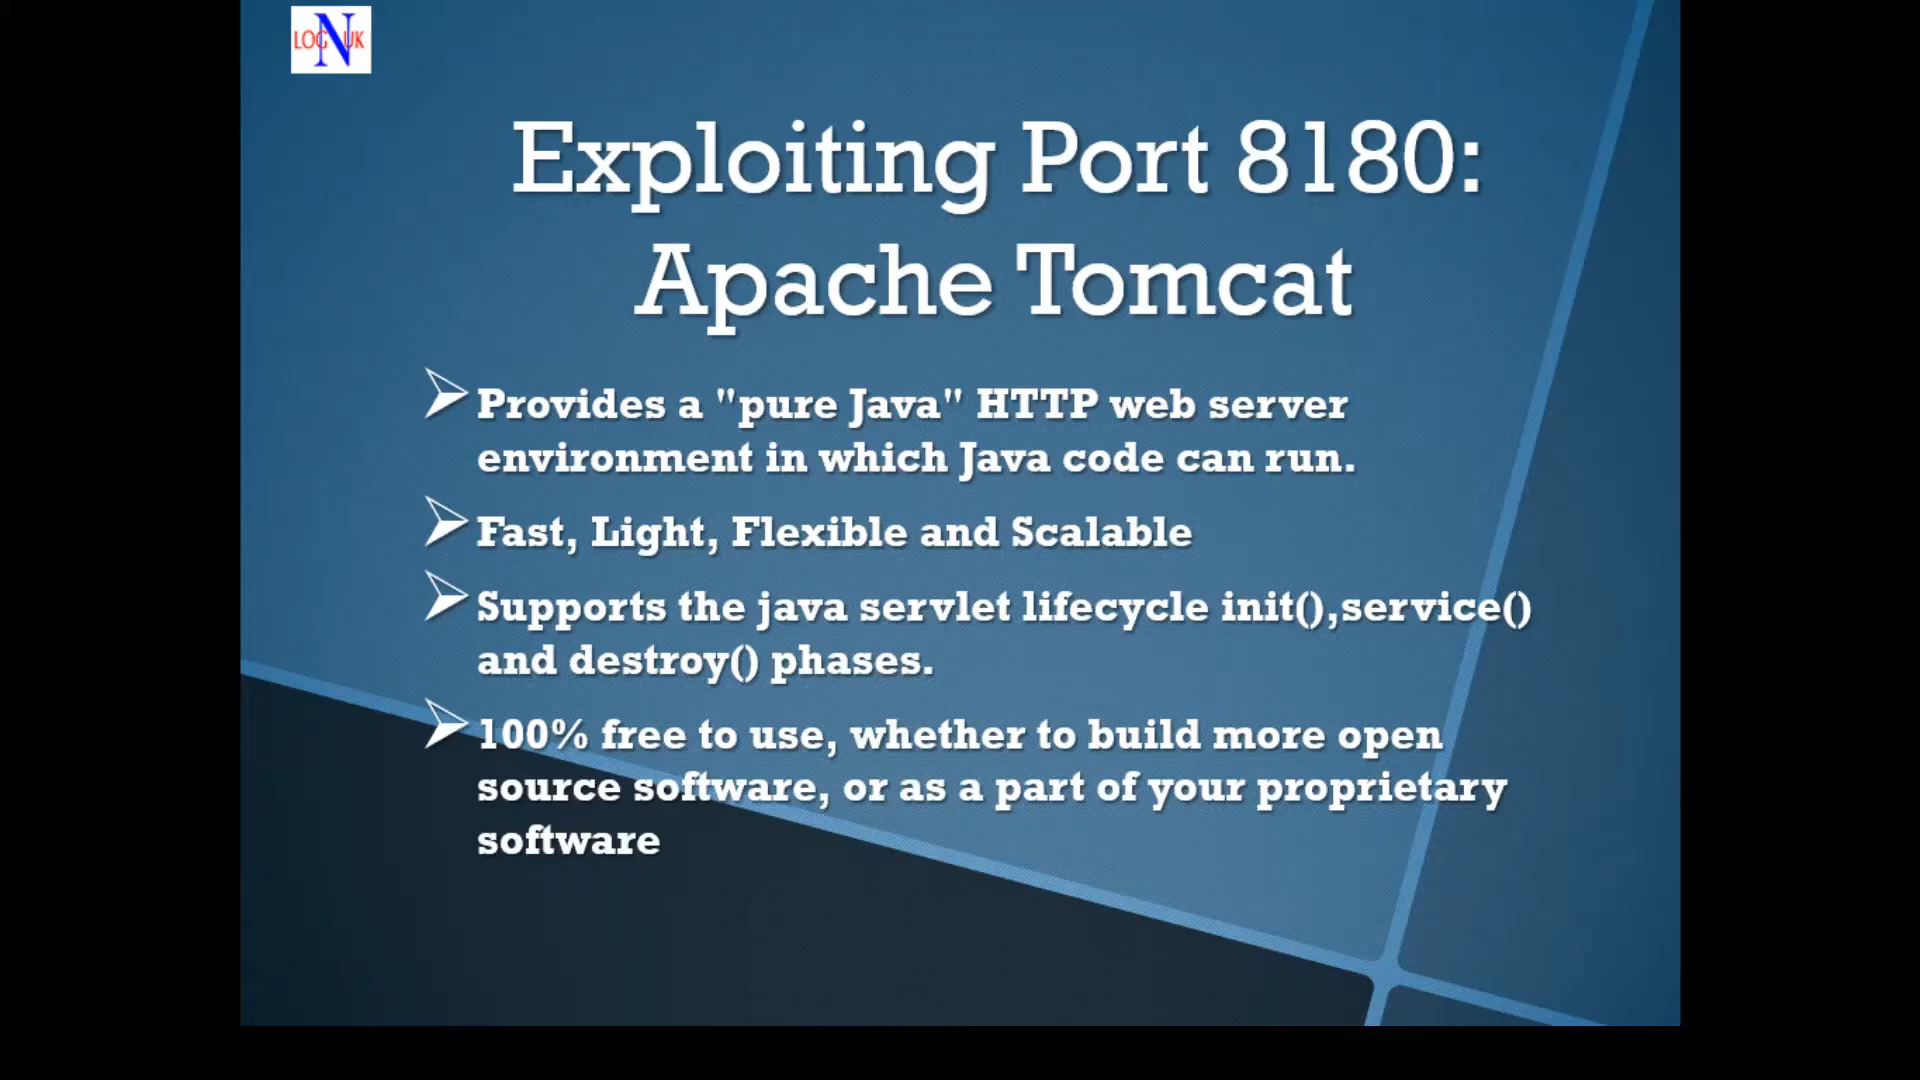 LOG N UK
Exploiting Port 8180:
Apache Tomcat
Provides a "pure Java" HTTP web server
environment in which Java code can run.
Fast, Light, Flexible and Scalable
Supports the java servlet lifecycle init(),service()
and destroy() phases.
100% free to use, whether to build more open
source software, or as a part of your proprietary
software